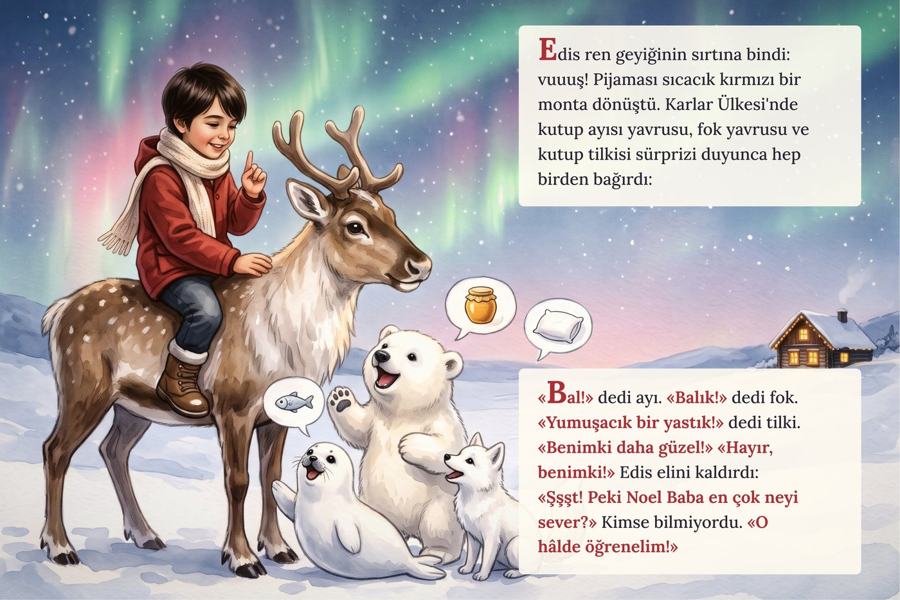 Edis ren geyiğinin sırtına bindi:
vuuuş! Pijaması sıcacık kırmızı bir
monta dönüştü. Karlar Ülkesi'nde
kutup ayısı yavrusu, fok yavrusu ve
kutup tilkisi sürprizi duyunca hep
birden bağırdı:
«Bal!» dedi ayı. «Balık!» dedi fok.
«Yumuşacık bir yastık!» dedi tilki.
«Benimki daha güzel!» «Hayır,
benimki!» Edis elini kaldırdı:
«Şşşt! Peki Noel Baba en çok neyi
sever?» Kimse bilmiyordu. «O
hâlde öğrenelim!»